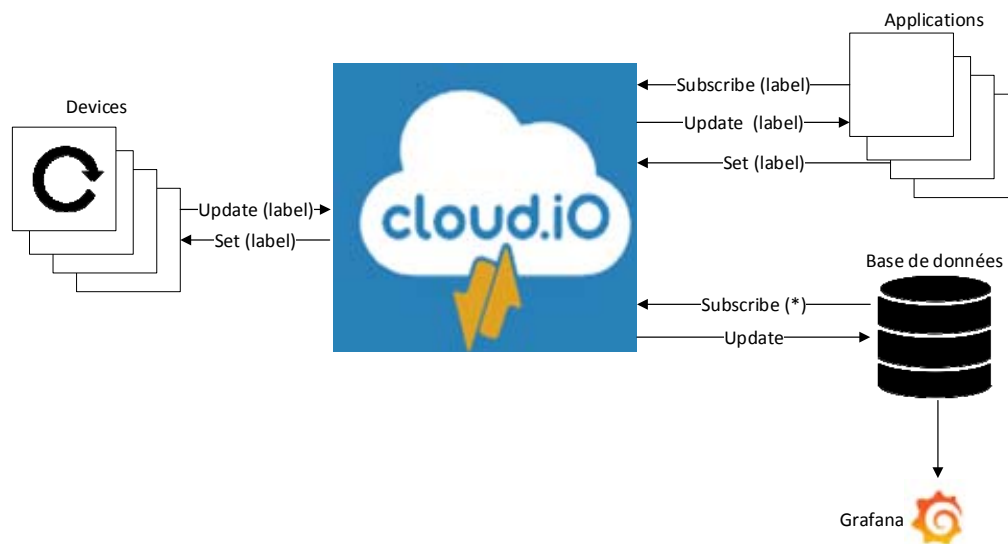 Applications
Subscribe (label)
Update (label)
Set (label)
Devices
Update (label)
Set (label)
cloud.iO
Base de données
Subscribe (*)
Update
Grafana